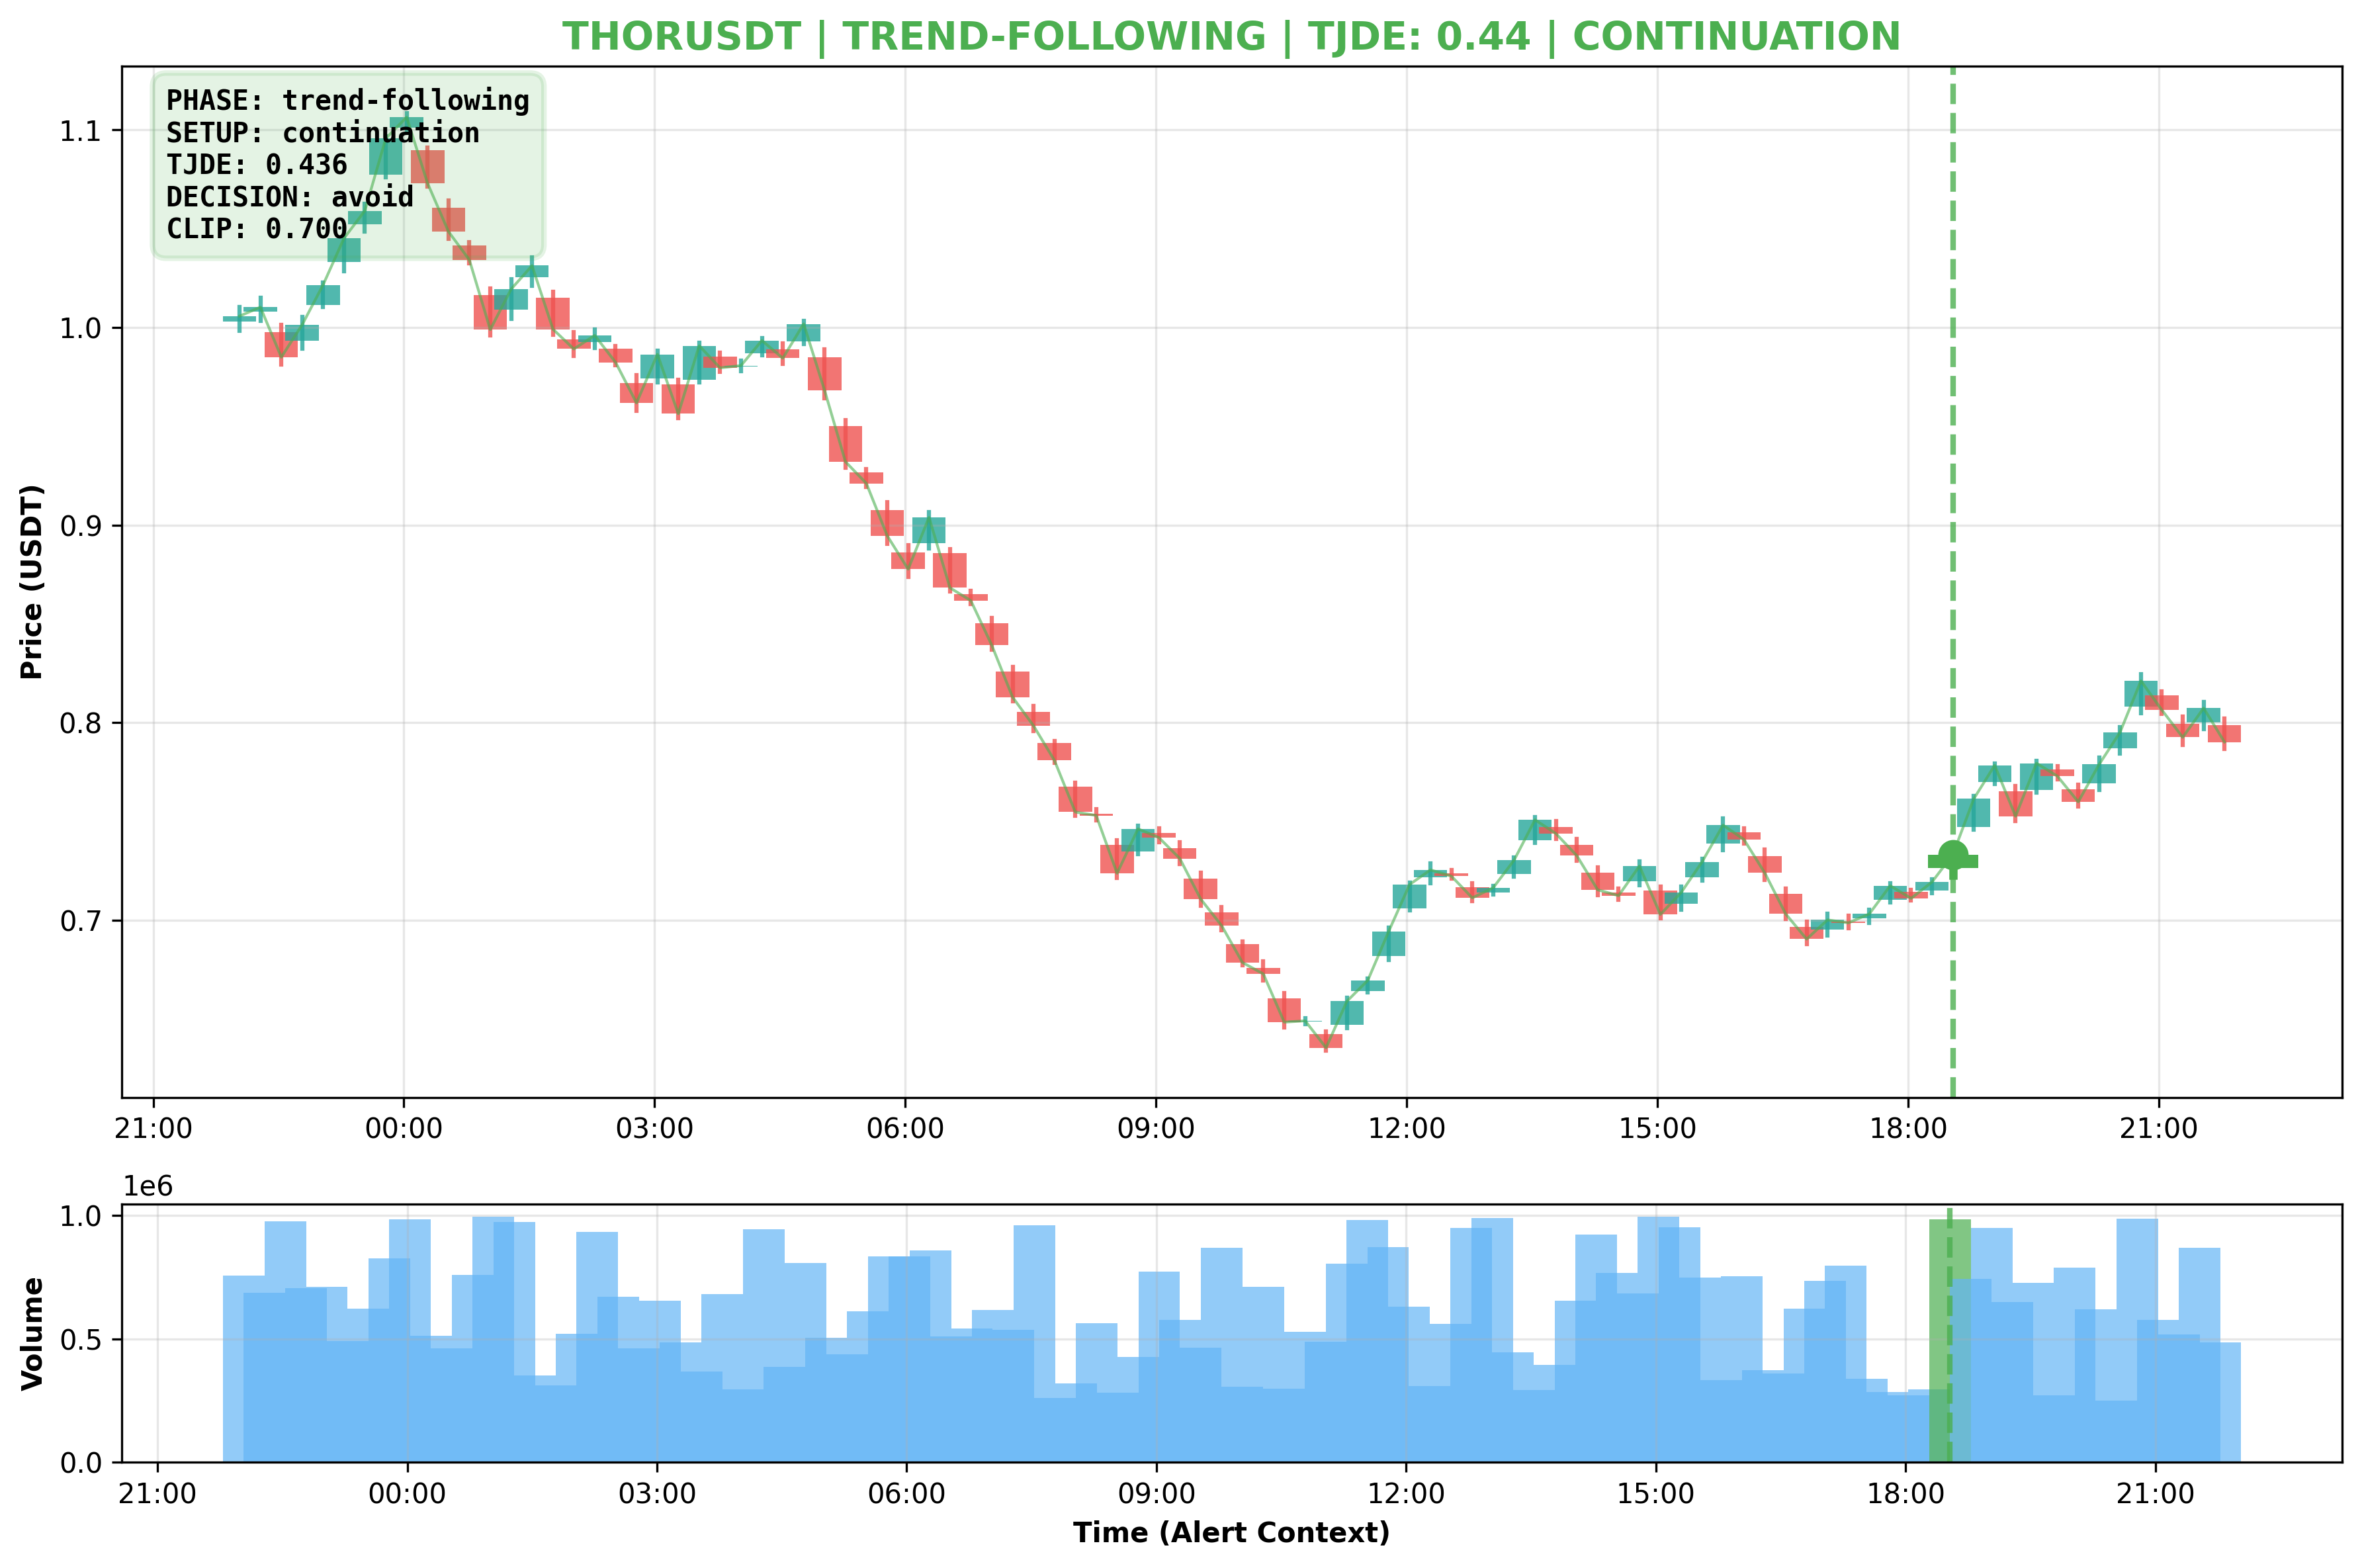 THORUSDT | TREND-FOLLOWING | TJDE: 0.44 | CONTINUATION
PHASE: trend-following
SETUP: continuation
TJDE: 0.436
DECISION: avoid
CLIP: 0.700
Price (USDT)
1.1
1.0
0.9
0.8
0.7
21:00 00:00 03:00 06:00 09:00 12:00 15:00 18:00 21:00
1e6
Volume
1.0
0.5
0.0
21:00 00:00 03:00 06:00 09:00 12:00 15:00 18:00 21:00
Time (Alert Context)